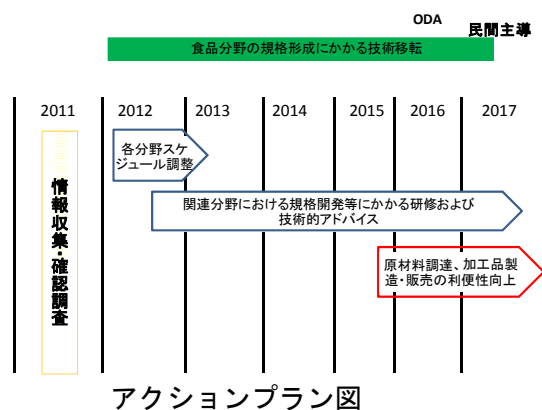 ODA
民間主導
食品分野の規格形成にかかる技術移転
2011
2012
2013
2014
2015
2016
2017
各分野スケ
ジュール調整
情報収集・確認調査
関連分野における規格開発等にかかる研修および
技術的アドバイス
原材料調達、加工品製
造・販売の利便性向上
アクションプラン図